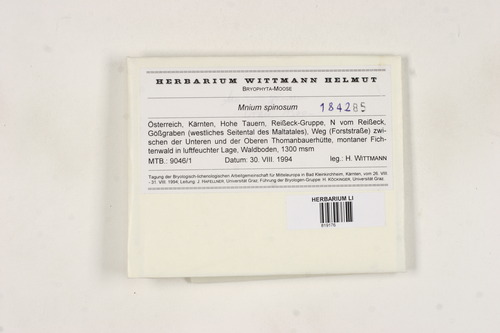 HERBARIUM WITTMANN HELMUT
BRYOPHYTA-MOOSE
Mnium spinosum 184285
Österreich, Kärnten, Hohe Tauern, Reißeck-Gruppe, N vom Reißeck,
Gößgraben (westliches Seitental des Maltatales), Weg (Forststraße) zwi-
schen der Unteren und der Oberen Thomanbauerhütte, montaner Fich-
tenwald in luftfeuchter Lage, Waldboden, 1300 msm
MTB.: 9046/1 Datum: 30. VIII. 1994 leg.: H. WITTMANN
Tagung der Bryologisch-lichenologischen Arbeitsgemeinschaft für Mitteleuropa in Bad Kleinkirchheim, Kärnten, vom 26. VIII.
- 31. VIII. 1994; Leitung: J. HAFELLNER, Universität Graz; Führung der Bryologen-Gruppe: H. KÖCKINGER, Universität Graz.
HERBARIUM LI
819176